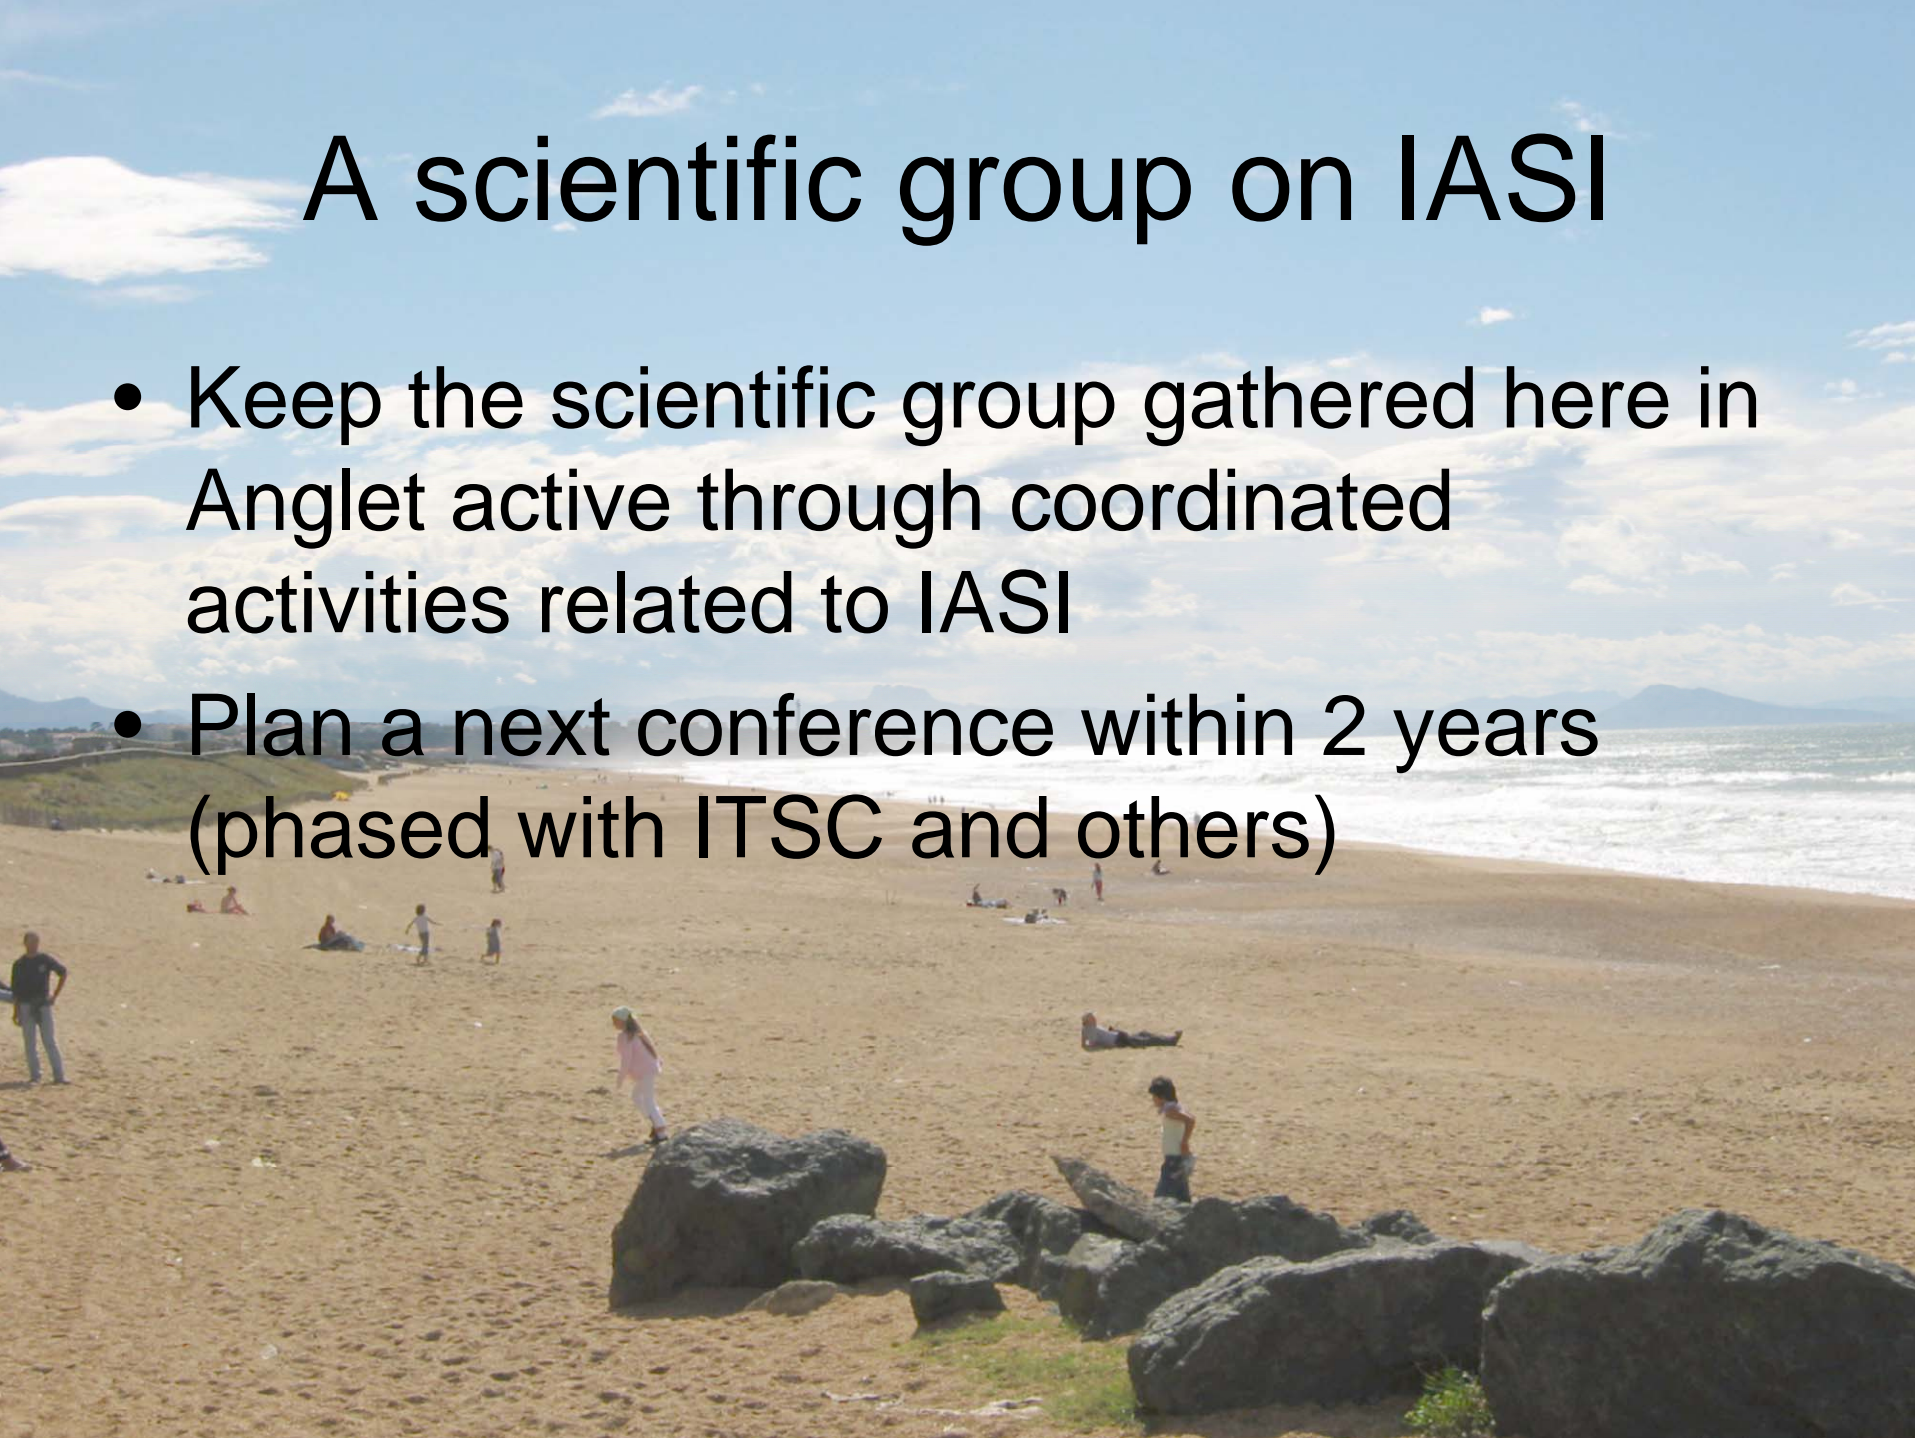 A scientific group on IASI
• Keep the scientific group gathered here in
Anglet active through coordinated
activities related to IASI
• Plan a next conference within 2 years
(phased with ITSC and others)